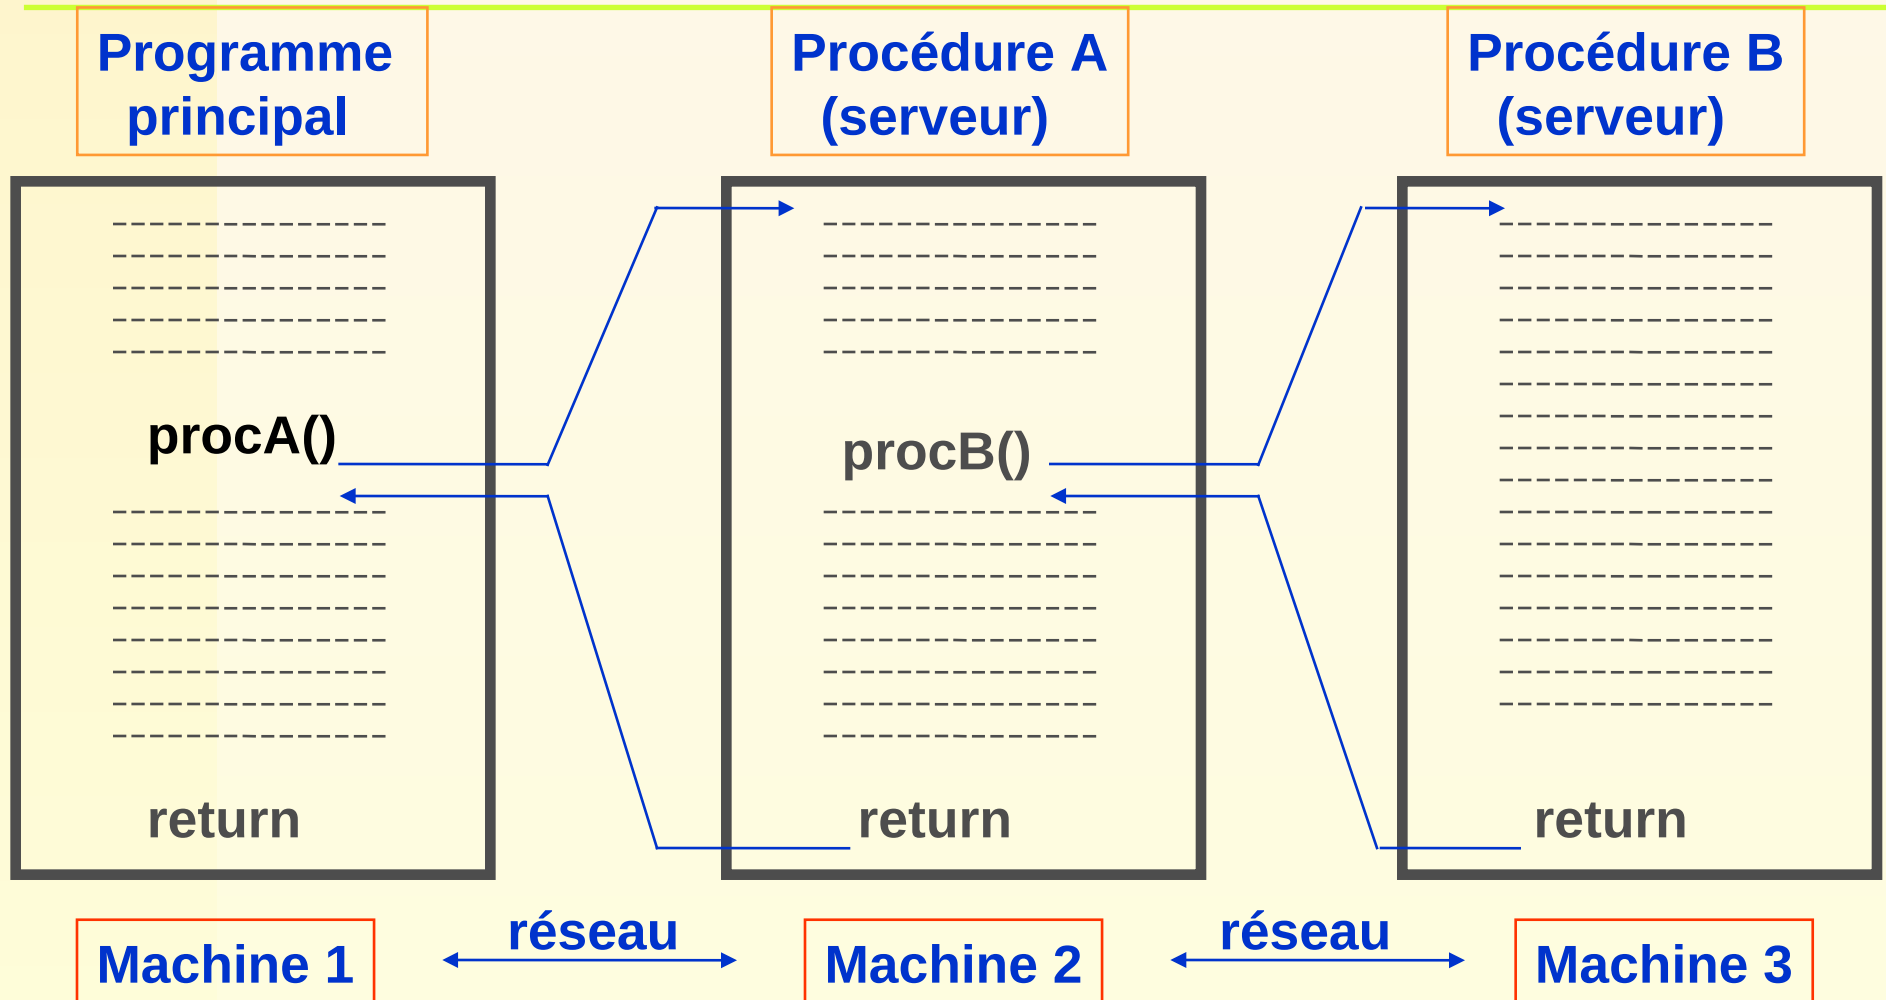 Programme
principal
Procédure A
(serveur)
Procédure B
(serveur)
procA()
return
procB()
return
return
Machine 1
réseau
Machine 2
réseau
Machine 3